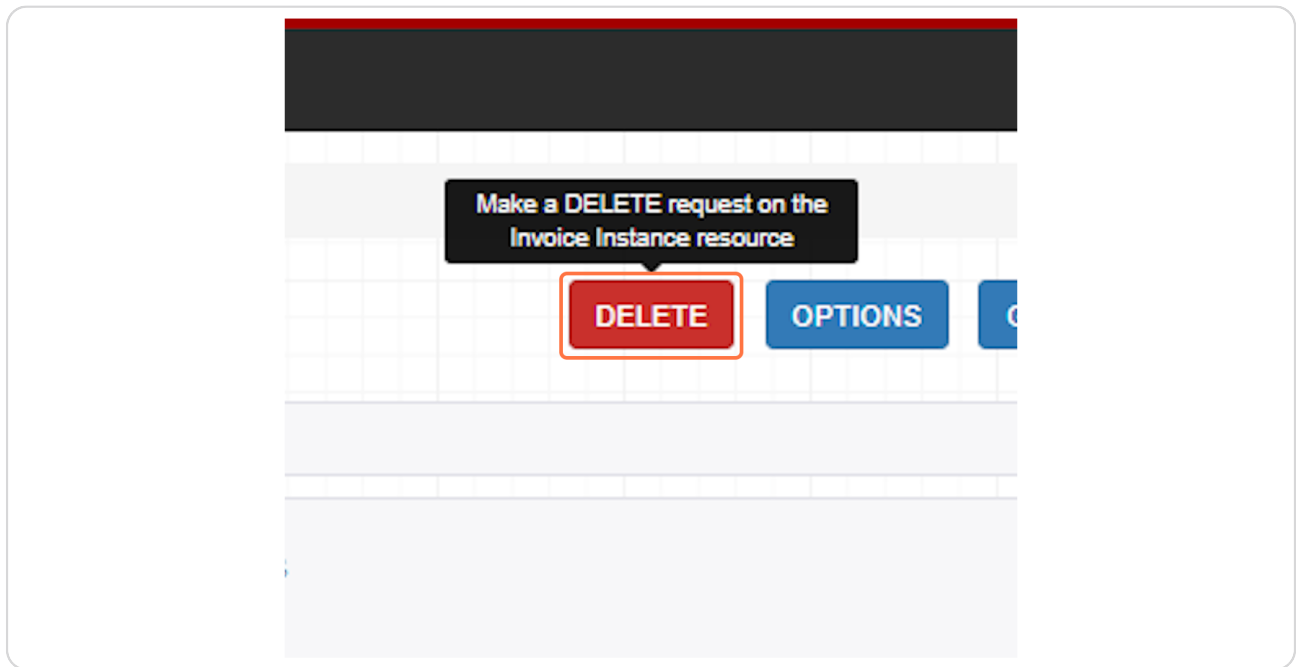 Make a DELETE request on the
Invoice Instance resource
DELETE
OPTIONS